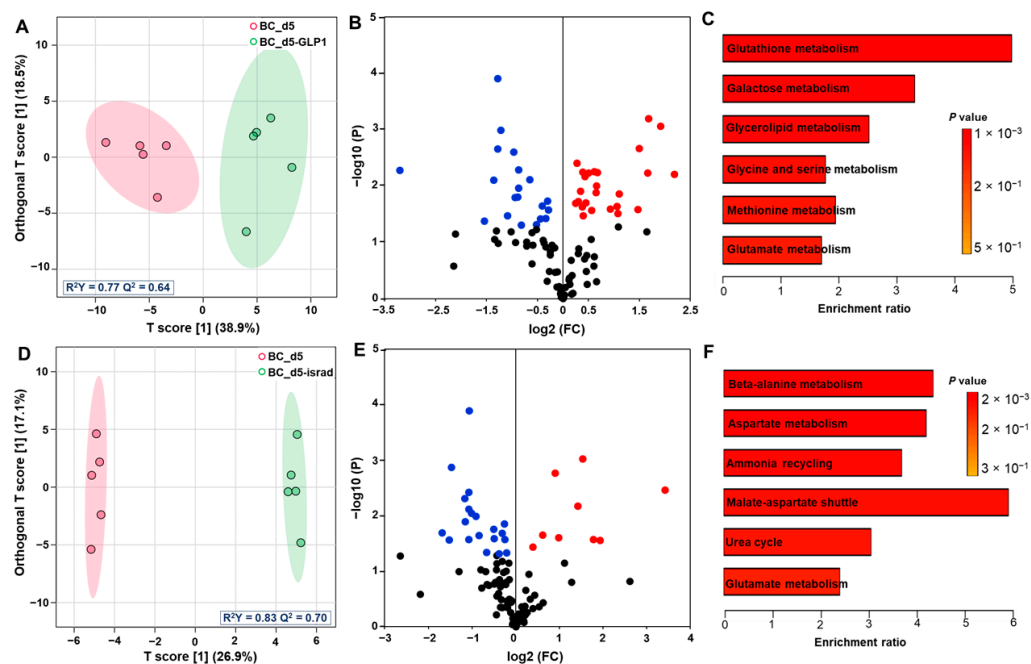 A
BC_d5
BC_d5-GLP1
Orthogonal T score [1] (18.5%)
10
5
0
−5
−10
R²Y = 0.77 Q² = 0.64
−10
−5
0
5
10
T score [1] (38.9%)
B
−log10 (P)
5
4
3
2
1
0
−3.5
−2.5
−1.5
−0.5
0
0.5
1.5
2.5
log2 (FC)
C
Glutathione metabolism
Galactose metabolism
Glycerolipid metabolism
Glycine and serine metabolism
Methionine metabolism
Glutamate metabolism
P value
1 × 10⁻³
2 × 10⁻¹
5 × 10⁻¹
0
1
2
3
4
5
Enrichment ratio
D
BC_d5
BC_d5-israd
Orthogonal T score [1] (17.1%)
10
5
0
−5
−10
R²Y = 0.83 Q² = 0.70
−6
−4
−2
0
2
4
6
T score [1] (26.9%)
E
−log10 (P)
5
4
3
2
1
0
−3
−2
−1
0
1
2
3
4
log2 (FC)
F
Beta-alanine metabolism
Aspartate metabolism
Ammonia recycling
Malate-aspartate shuttle
Urea cycle
Glutamate metabolism
P value
2 × 10⁻³
2 × 10⁻¹
3 × 10⁻¹
0
1
2
3
4
5
6
Enrichment ratio